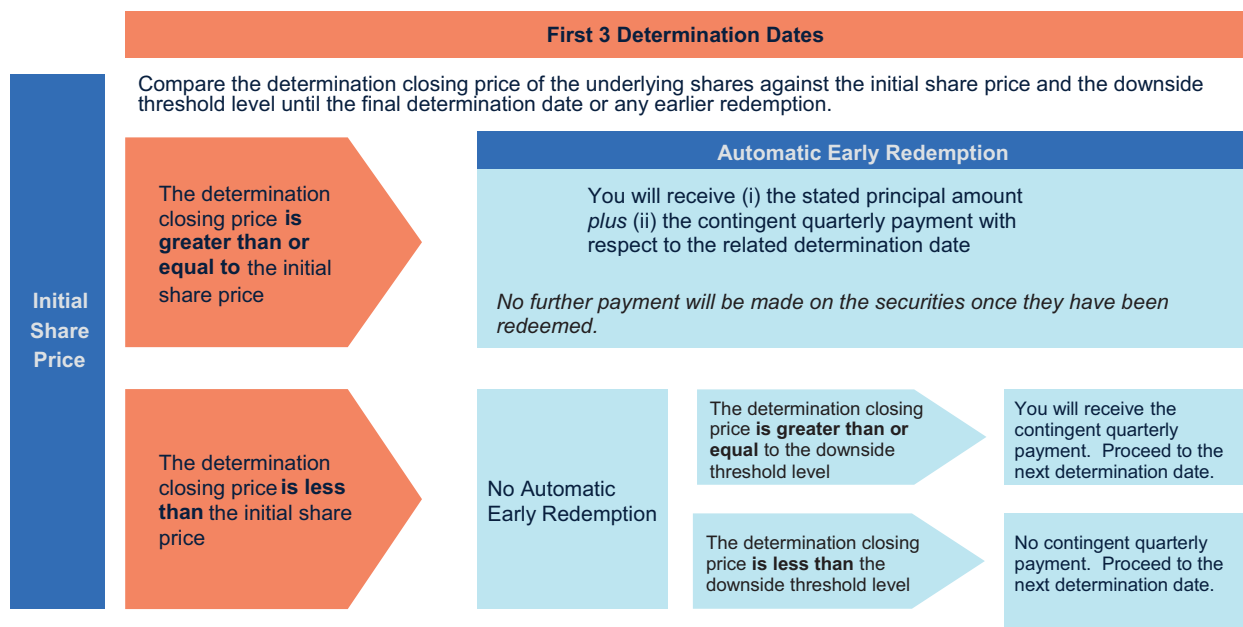 First 3 Determination Dates
Compare the determination closing price of the underlying shares against the initial share price and the downside
threshold level until the final determination date or any earlier redemption.
Initial
Share
Price
The determination
closing price is
greater than or
equal to the initial
share price
Automatic Early Redemption
You will receive (i) the stated principal amount
plus (ii) the contingent quarterly payment with
respect to the related determination date
No further payment will be made on the securities once they have been
redeemed.
The determination
closing price is less
than the initial share
price
No Automatic
Early Redemption
The determination closing
price is greater than or
equal to the downside
threshold level
You will receive the
contingent quarterly
payment. Proceed to the
next determination date.
The determination closing
price is less than the
downside threshold level
No contingent quarterly
payment. Proceed to the
next determination date.